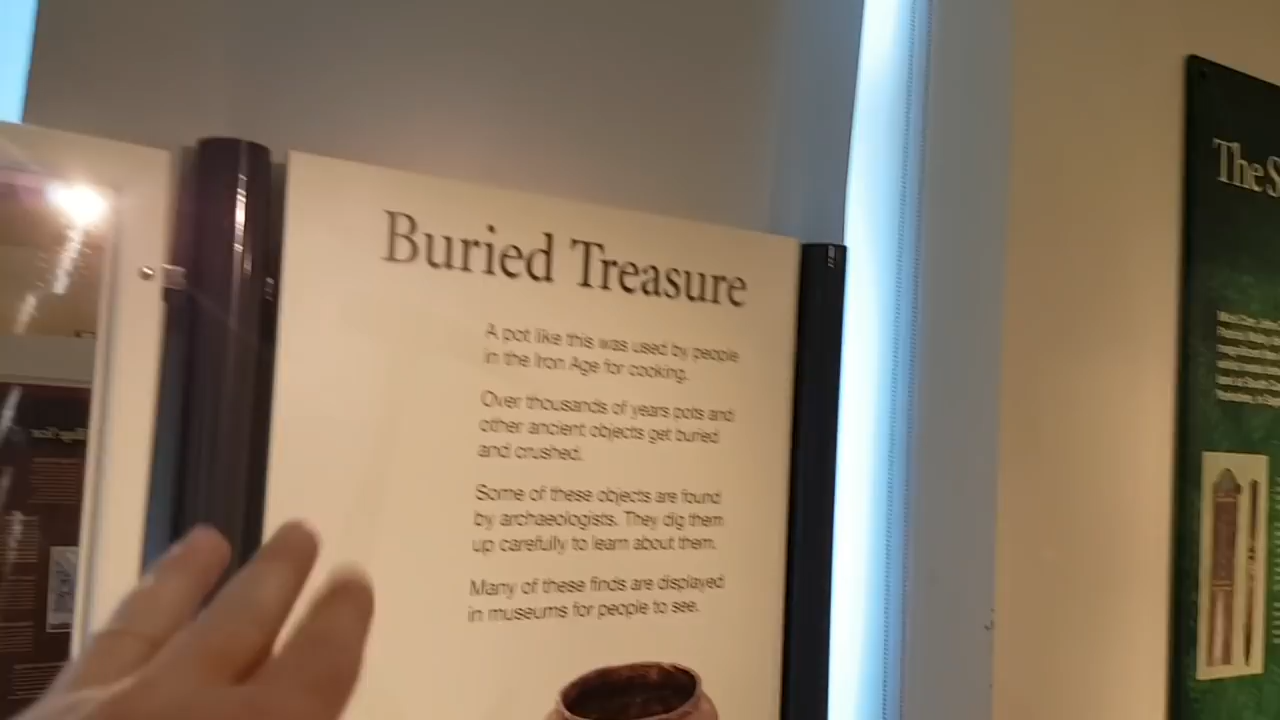 Buried Treasure
A pot like this was used by people
in the Iron Age for cooking.
Over thousands of years pots and
other ancient objects get buried
and crushed.
Some of these objects are found
by archaeologists. They dig them
up carefully to learn about them.
Many of these finds are displayed
in museums for people to see.
The S